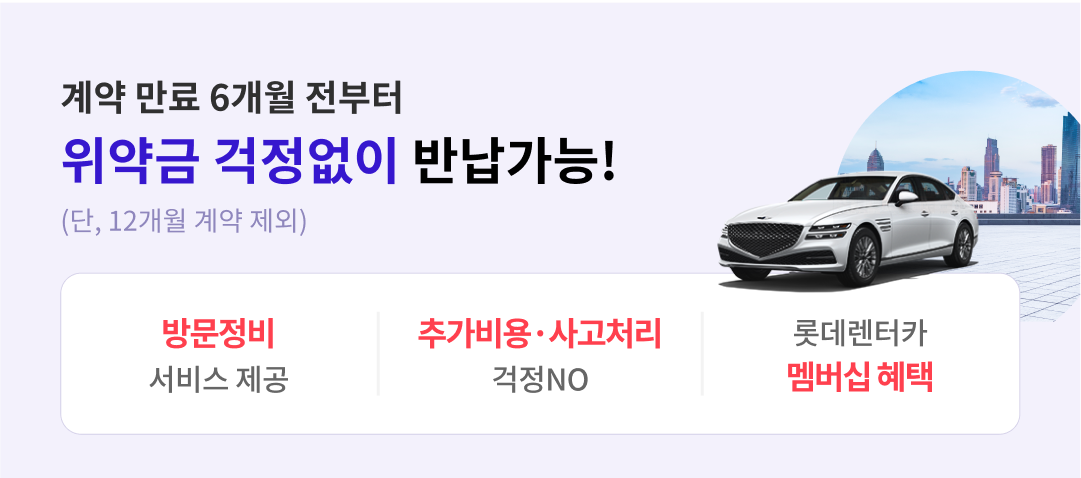 계약 만료 6개월 전부터
위약금 걱정없이 반납가능!
(단, 12개월 계약 제외)
방문정비
서비스 제공
추가비용·사고처리
걱정NO
롯데렌터카
멤버십 혜택